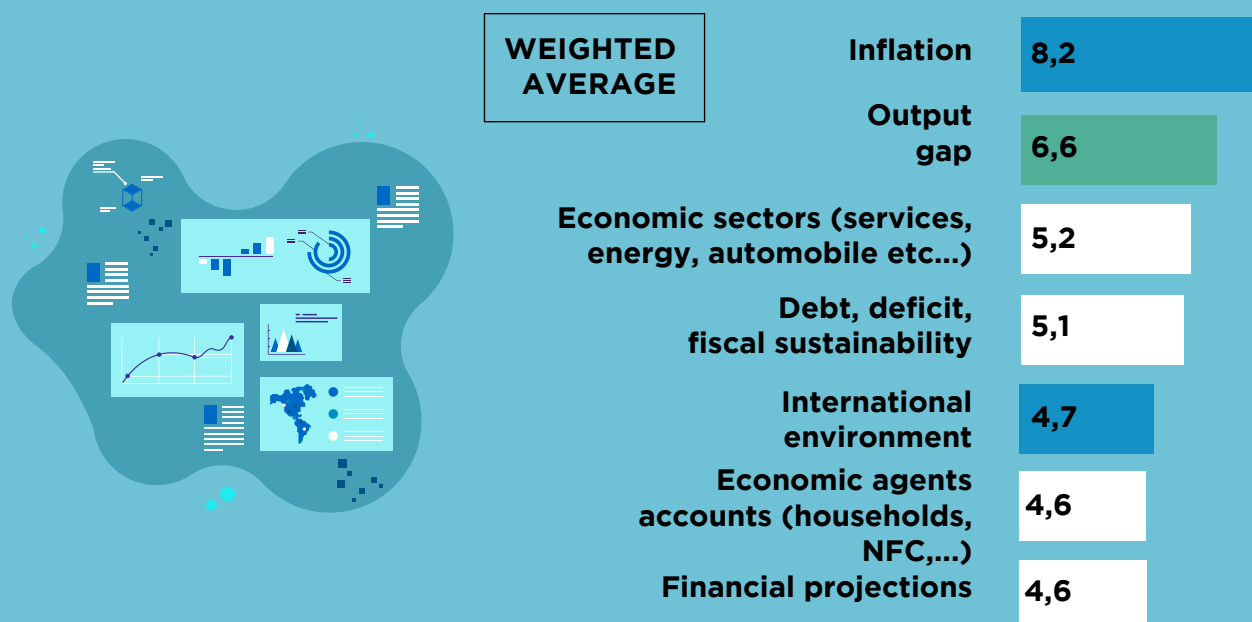 WEIGHTED
AVERAGE
Inflation
8,2
Output
gap
6,6
Economic sectors (services,
energy, automobile etc...)
5,2
Debt, deficit,
fiscal sustainability
5,1
International
environment
4,7
Economic agents
accounts (households,
NFC,...)
4,6
Financial projections
4,6